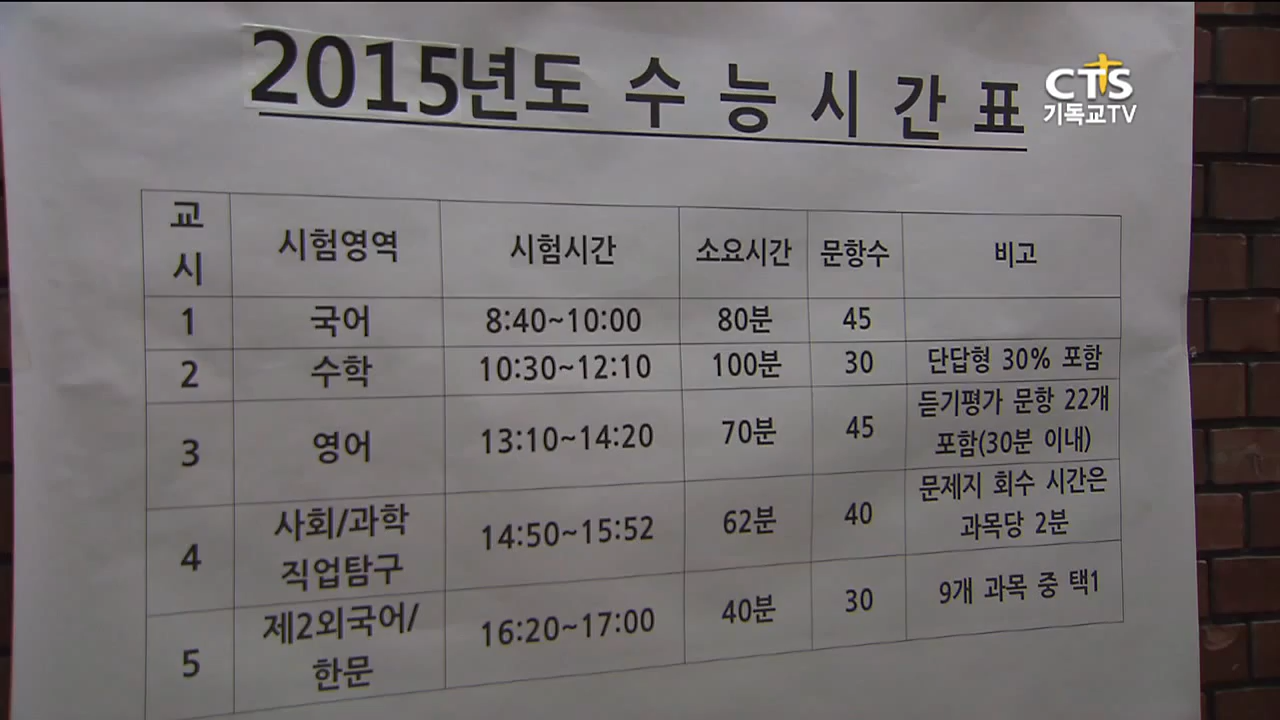 2015년도 수능시간표
CTS
기독교TV
교시 시험영역 시험시간 소요시간 문항수 비고
1 국어 8:40~10:00 80분 45
2 수학 10:30~12:10 100분 30 단답형 30% 포함
3 영어 13:10~14:20 70분 45 듣기평가 문항 22개 포함(30분 이내)
4 사회/과학 직업탐구 14:50~15:52 62분 40 문제지 회수 시간은 과목당 2분
5 제2외국어/한문 16:20~17:00 40분 30 9개 과목 중 택1